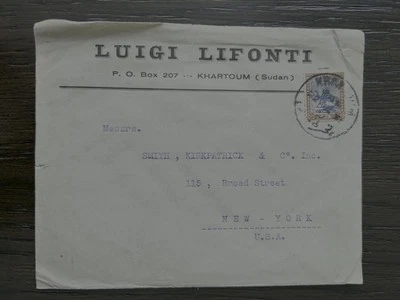 LUIGI LIFONTI
P. O. Box 207 --- KHARTOUM (Sudan)
Messrs.
SMITH , KIRKPATRICK & Cº. Inc.
115, Broad Street
NEW - YORK
U.S.A.